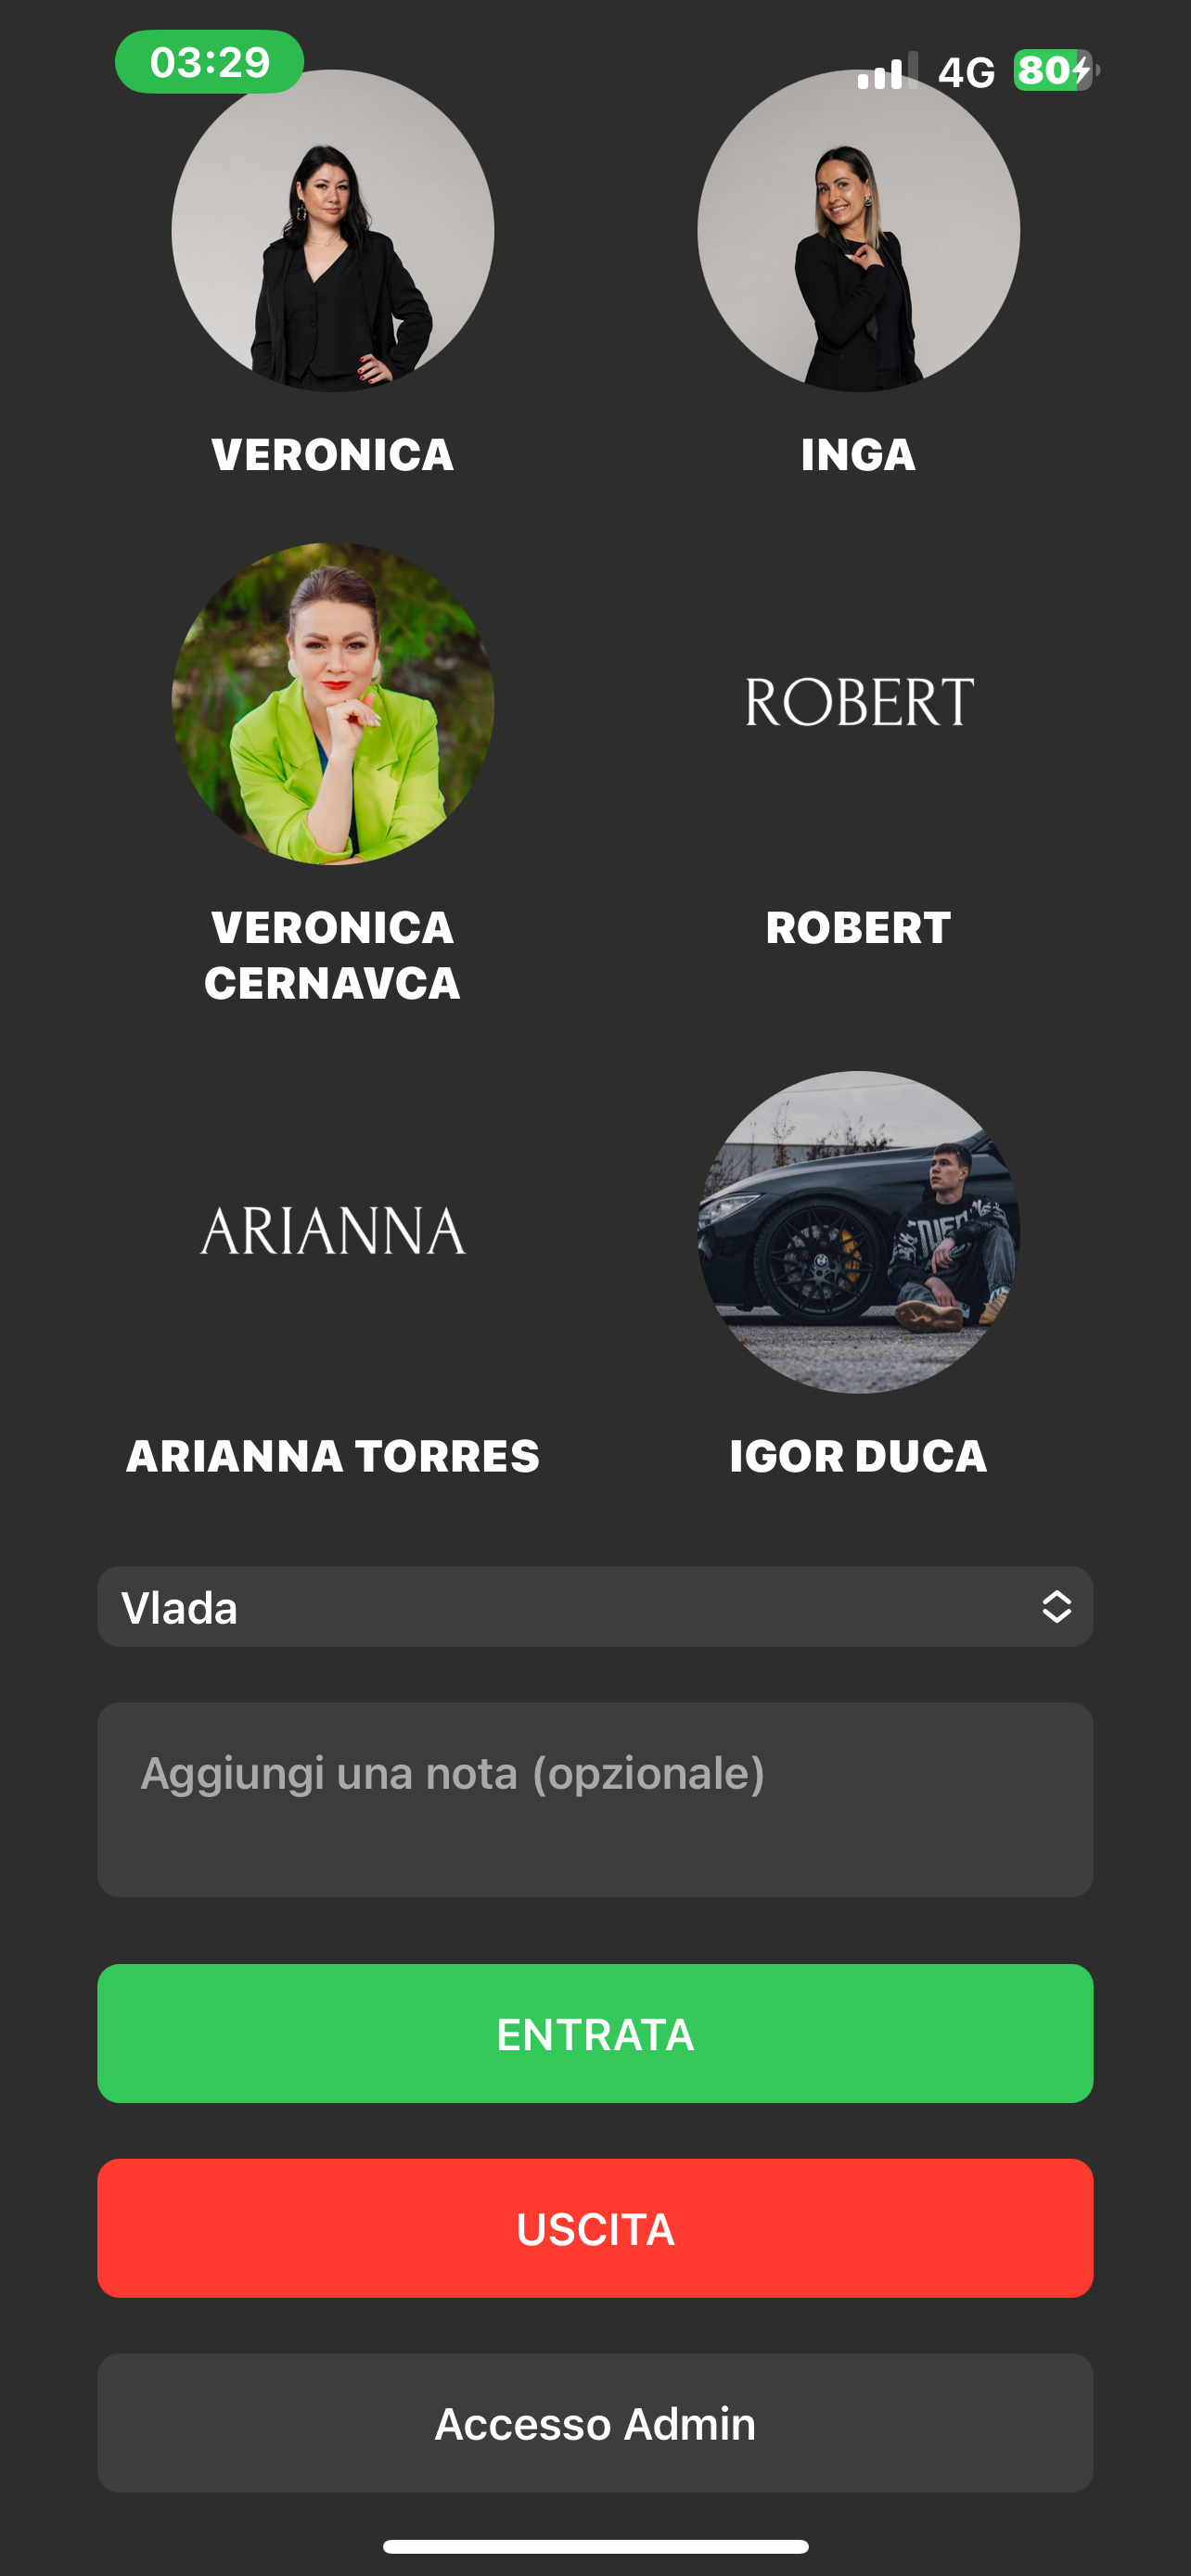 03:29
4G
80
VERONICA
INGA
ROBERT
VERONICA
CERNAVCA
ROBERT
ARIANNA
ARIANNA TORRES
IGOR DUCA
Vlada
Aggiungi una nota (opzionale)
ENTRATA
USCITA
Accesso Admin